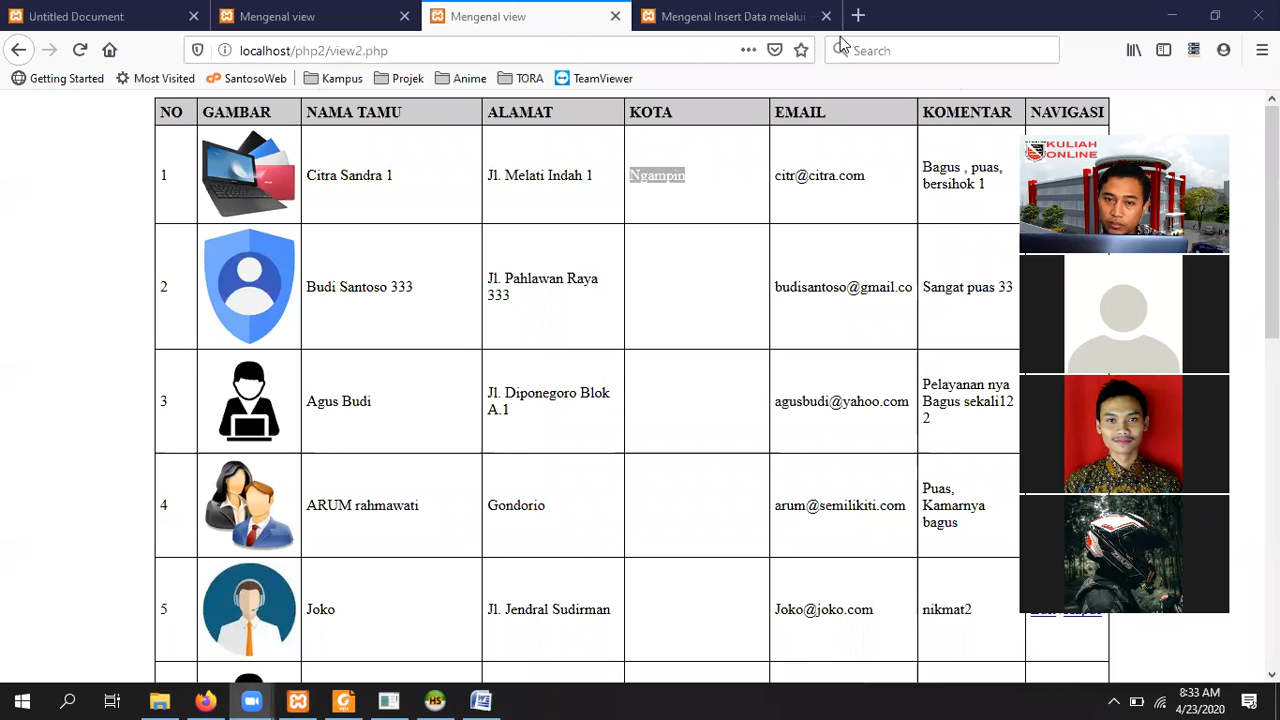 Untitled Document
Mengenal view
Mengenal view
Mengenal Insert Data melalui
localhost/php2/view2.php
Search
Getting Started
Most Visited
SantosoWeb
Kampus
Projek
Anime
TORA
TeamViewer
NO GAMBAR NAMA TAMU ALAMAT KOTA EMAIL KOMENTAR NAVIGASI
1 Citra Sandra 1 Jl. Melati Indah 1 Ngampin citr@citra.com Bagus , puas,
bersihok 1
2 Budi Santoso 333 Jl. Pahlawan Raya
333 budisantoso@gmail.co Sangat puas 33
3 Agus Budi Jl. Diponegoro Blok
A.1 agusbudi@yahoo.com Pelayanan nya
Bagus sekali12
2
4 ARUM rahmawati Gondorio arum@semilikiti.com Puas,
Kamarnya
bagus
5 Joko Jl. Jendral Sudirman Joko@joko.com nikmat2
KULIAH
ONLINE
8:33 AM
4/23/2020